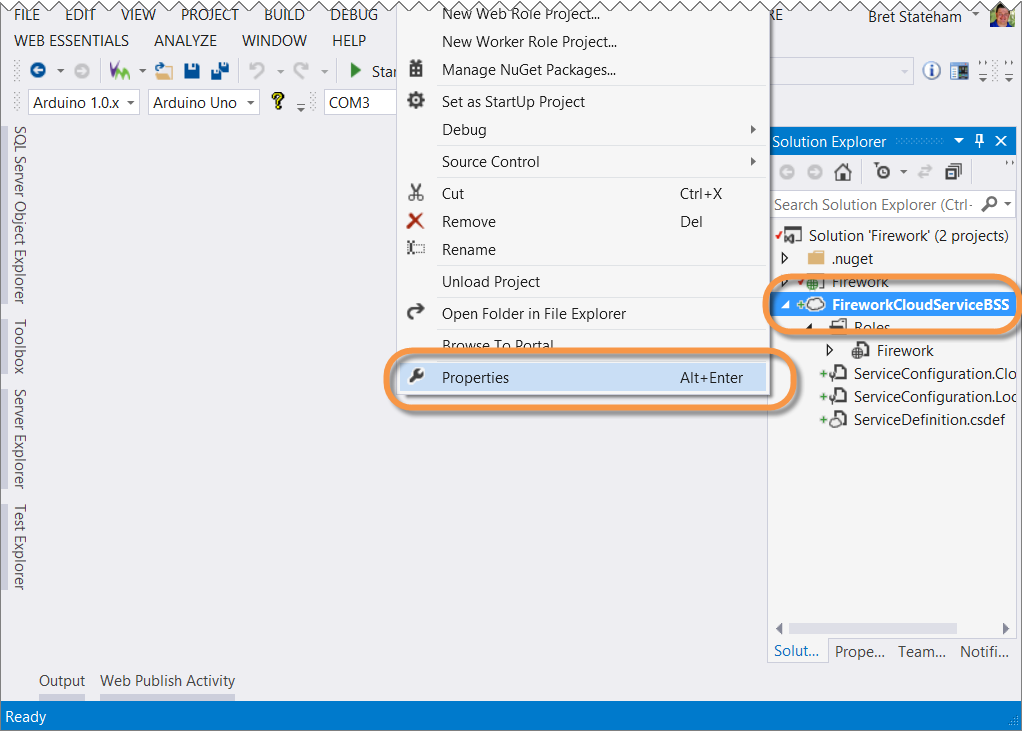 FILE EDIT VIEW PROJECT BUILD DEBUG
Bret Stateham
WEB ESSENTIALS ANALYZE WINDOW HELP
Star
Arduino 1.0.x Arduino Uno COM3
SQL Server Object Explorer
Toolbox
Server Explorer
Test Explorer
New Web Role Project...
New Worker Role Project...
Manage NuGet Packages...
Set as StartUp Project
Debug
Source Control
Cut Ctrl+X
Remove Del
Rename
Unload Project
Open Folder in File Explorer
Browse To Portal
Properties Alt+Enter
Solution Explorer
Search Solution Explorer (Ctrl-
Solution 'Firework' (2 projects)
.nuget
Firework
FireworkCloudServiceBSS
Roles
Firework
ServiceConfiguration.Clo
ServiceConfiguration.Loc
ServiceDefinition.csdef
Solut... Prope... Team... Notifi...
Output Web Publish Activity
Ready